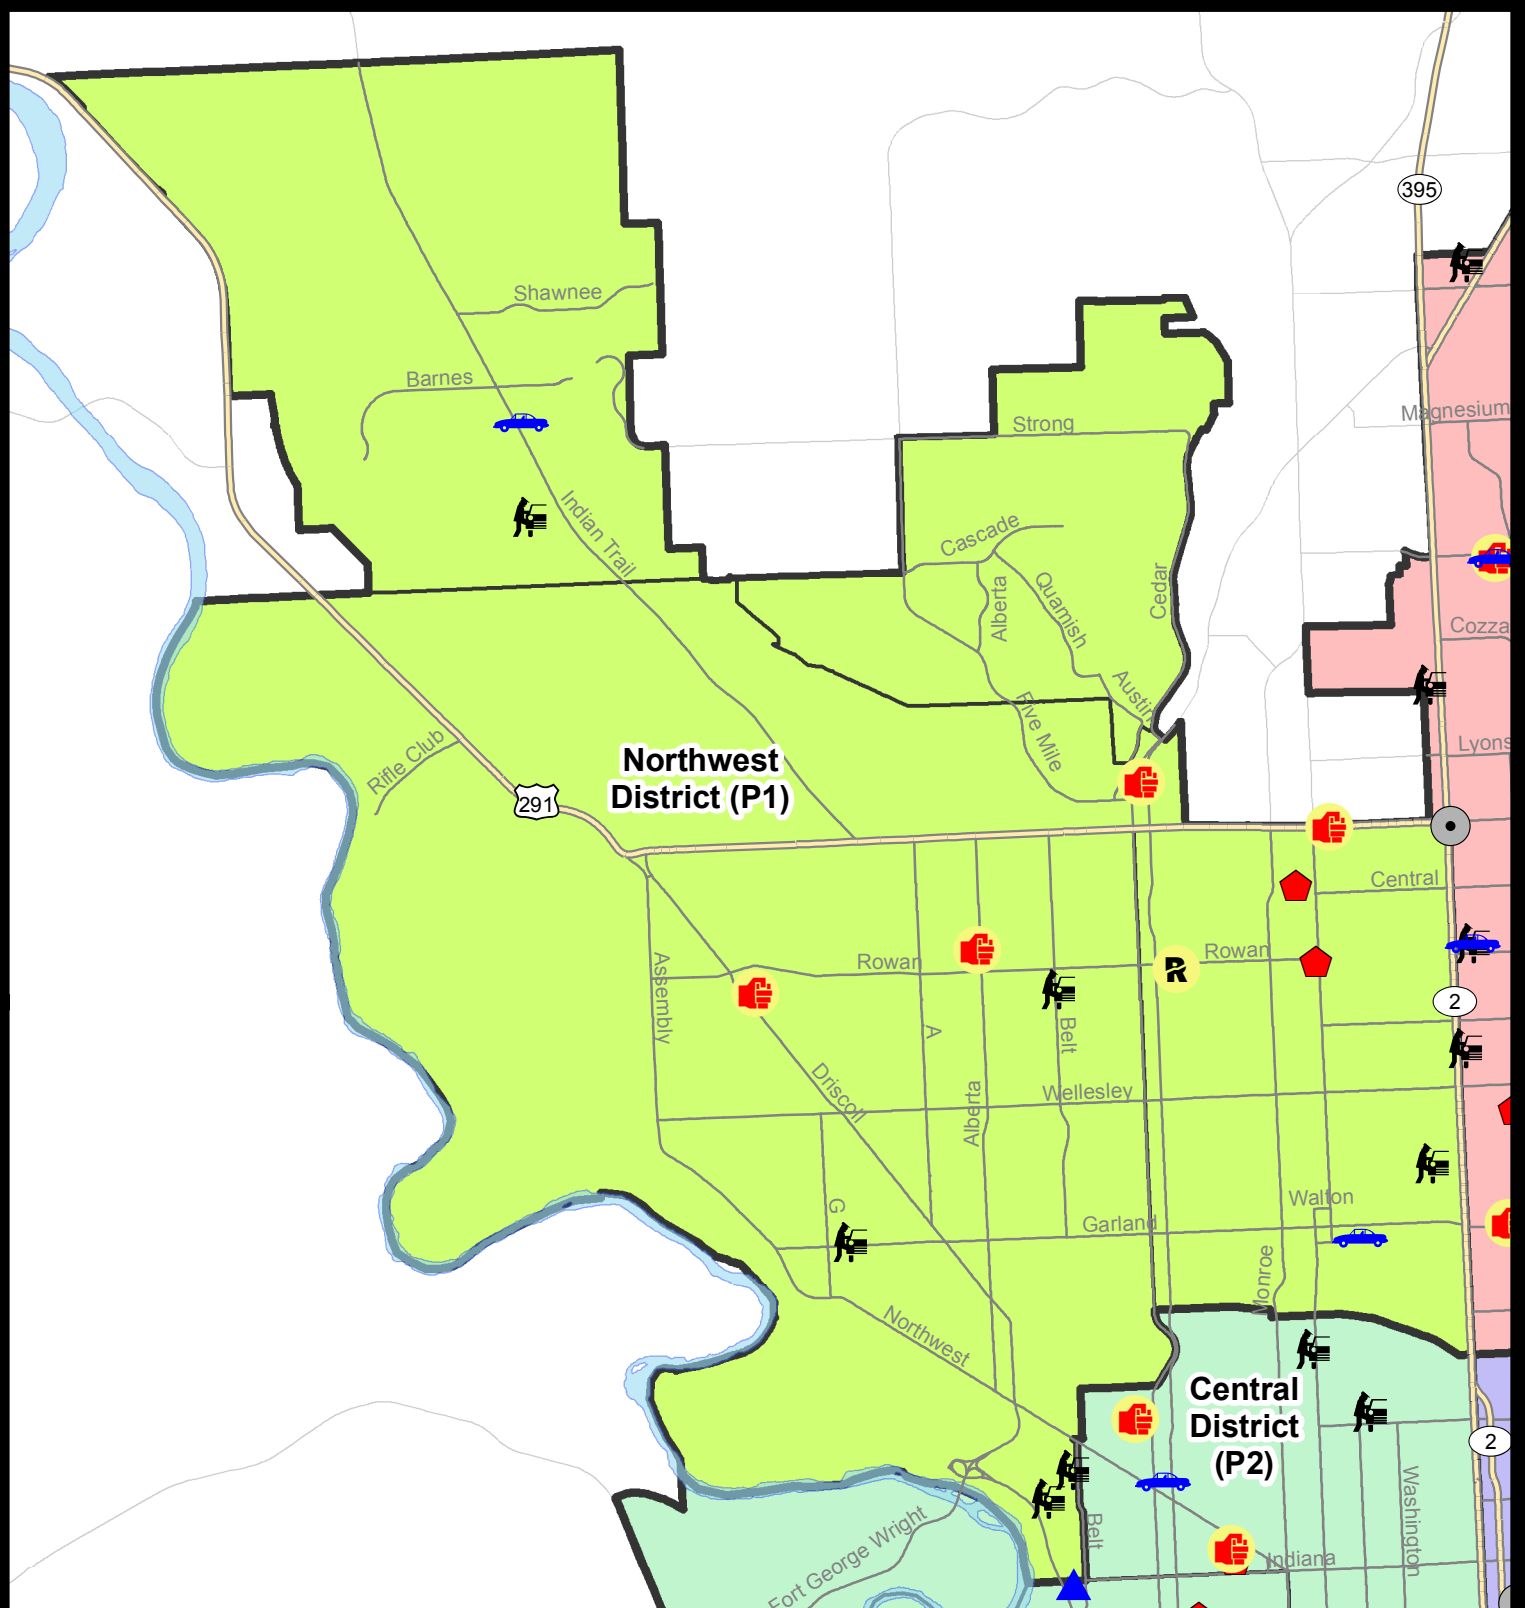 395
Shawnee
Barnes
Magnesium
Strong
Indian Trail
Cascade
Alberta
Quamish
Cedar
Cozza
Austin
Five Mile
Lyons
Rifle Club
Northwest
District (P1)
291
Central
Rowan
Rowan
R
Assembly
2
A
Belt
Driscoll
Wellesley
Alberta
G
Walton
Garland
Monroe
Northwest
Central
District
(P2)
2
Washington
Belt
Fort George Wright
Indiana